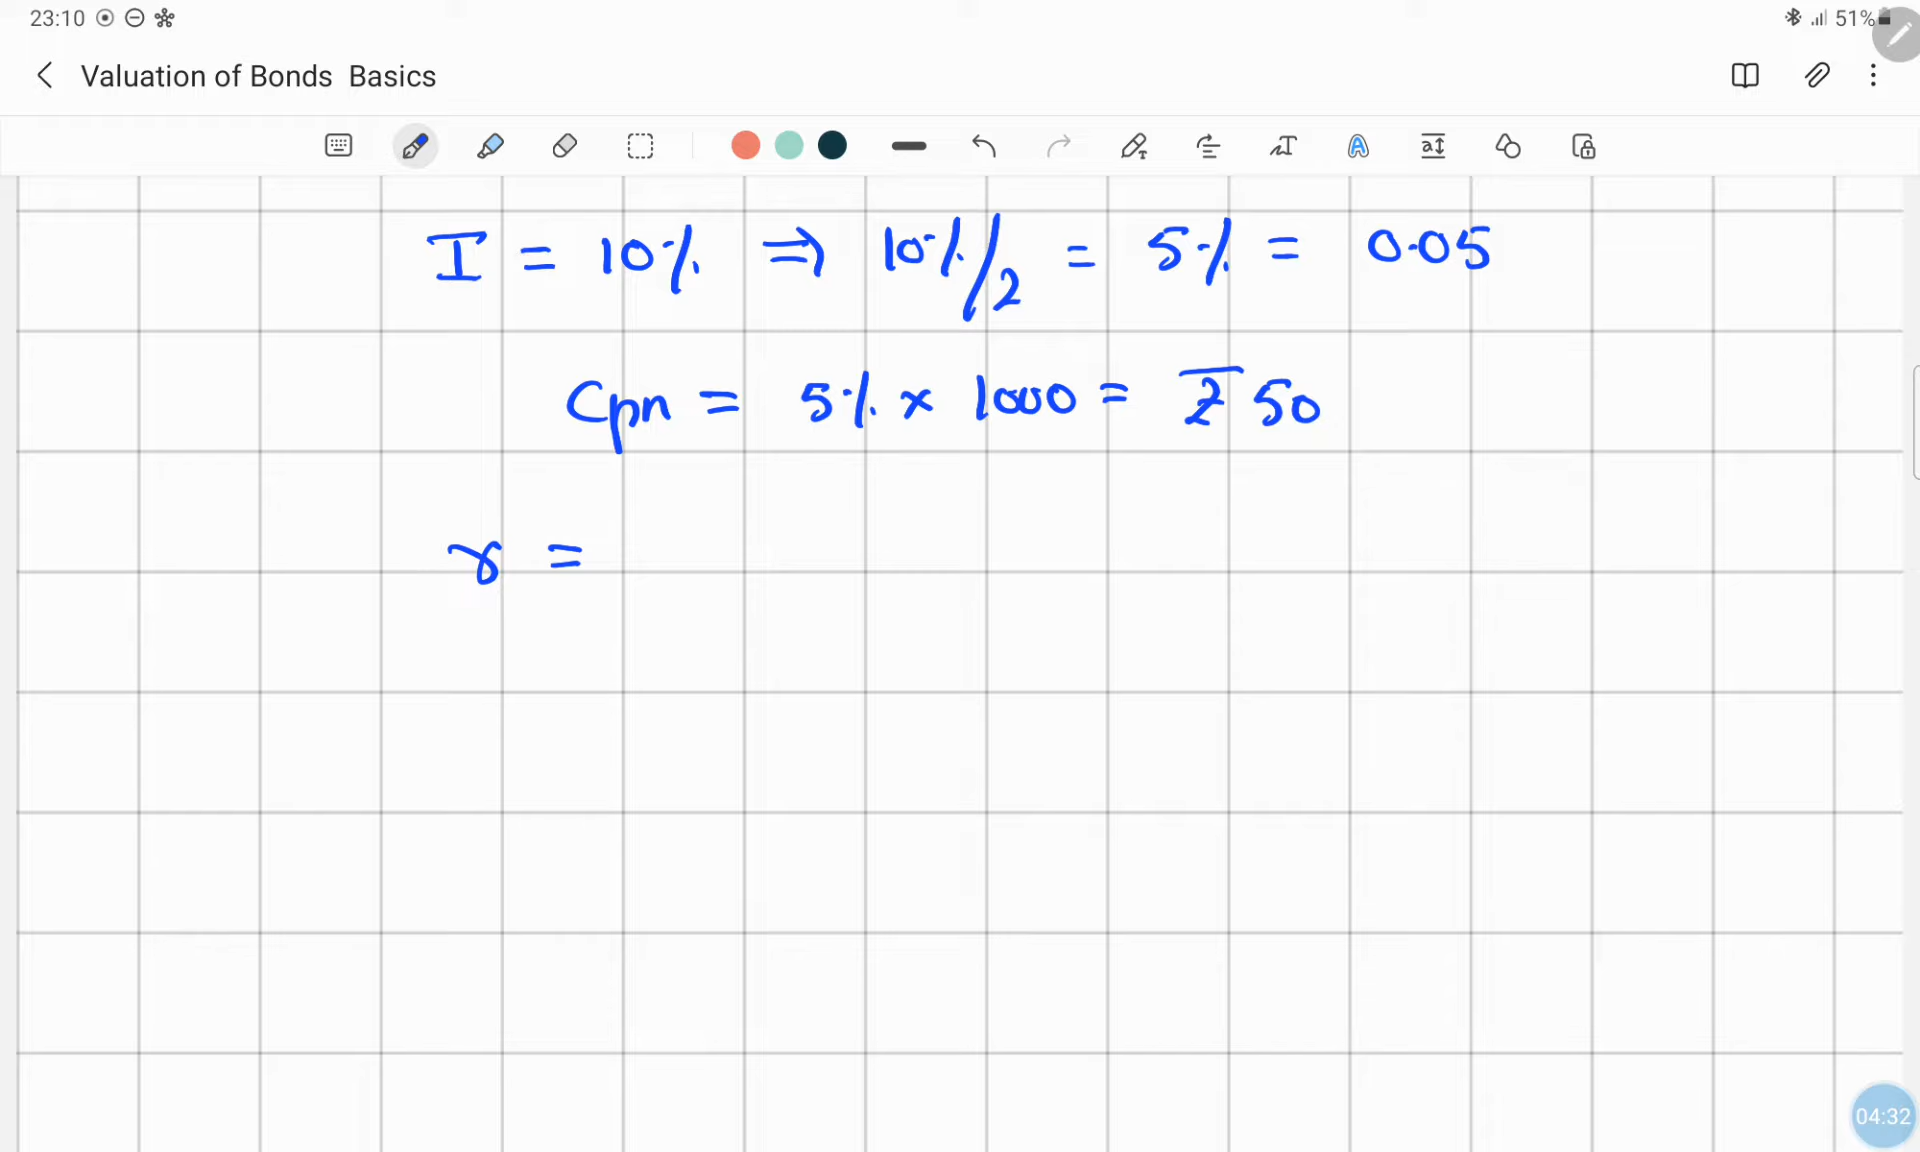 23:10 51%
Valuation of Bonds Basics
I = 10% ⇒ 10%/2 = 5% = 0.05
Cpn = 5% × 1000 = ₹ 50
r =
04:32